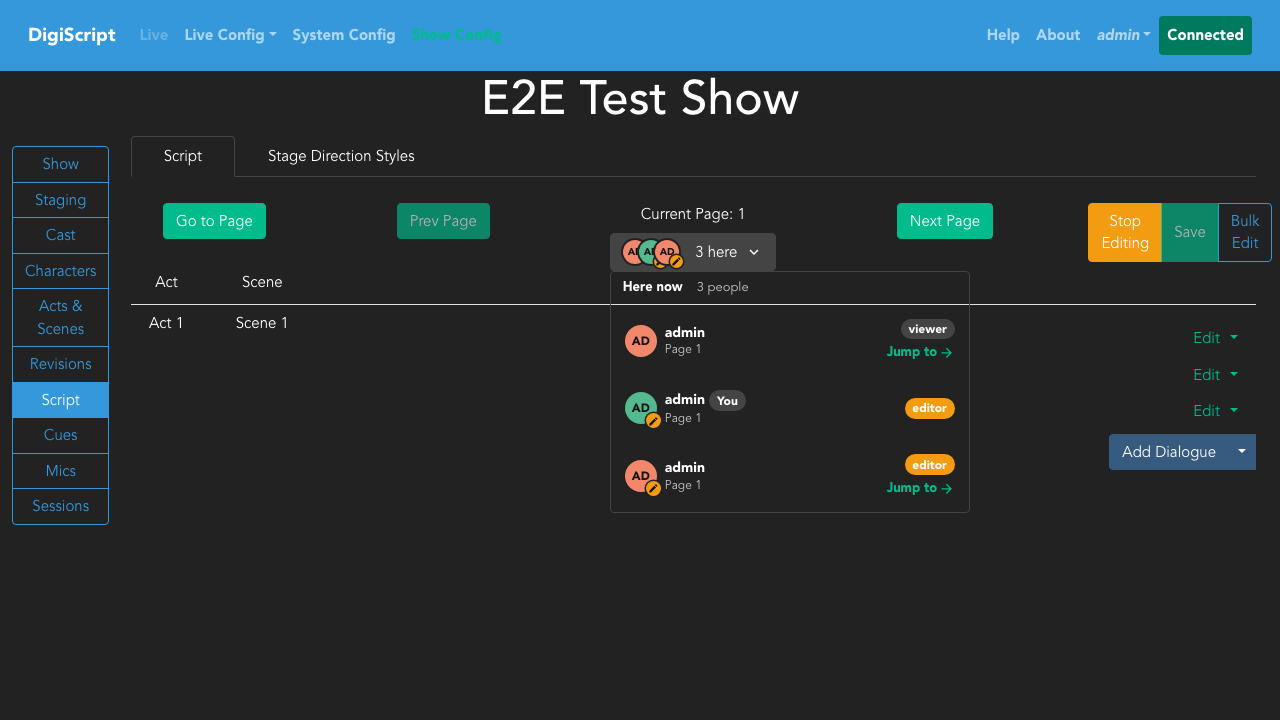 DigiScript Live Live Config System Config Show Config Help About admin Connected
E2E Test Show
Show
Staging
Cast
Characters
Acts &
Scenes
Revisions
Script
Cues
Mics
Sessions
Script Stage Direction Styles
Go to Page Prev Page Current Page: 1 Next Page
Stop
Editing
Save
Bulk
Edit
AD 3 here
Act Scene
Act 1 Scene 1
Here now 3 people
AD admin viewer
Page 1 Jump to
AD admin You editor
Page 1
AD admin editor
Page 1 Jump to
Edit
Edit
Edit
Add Dialogue